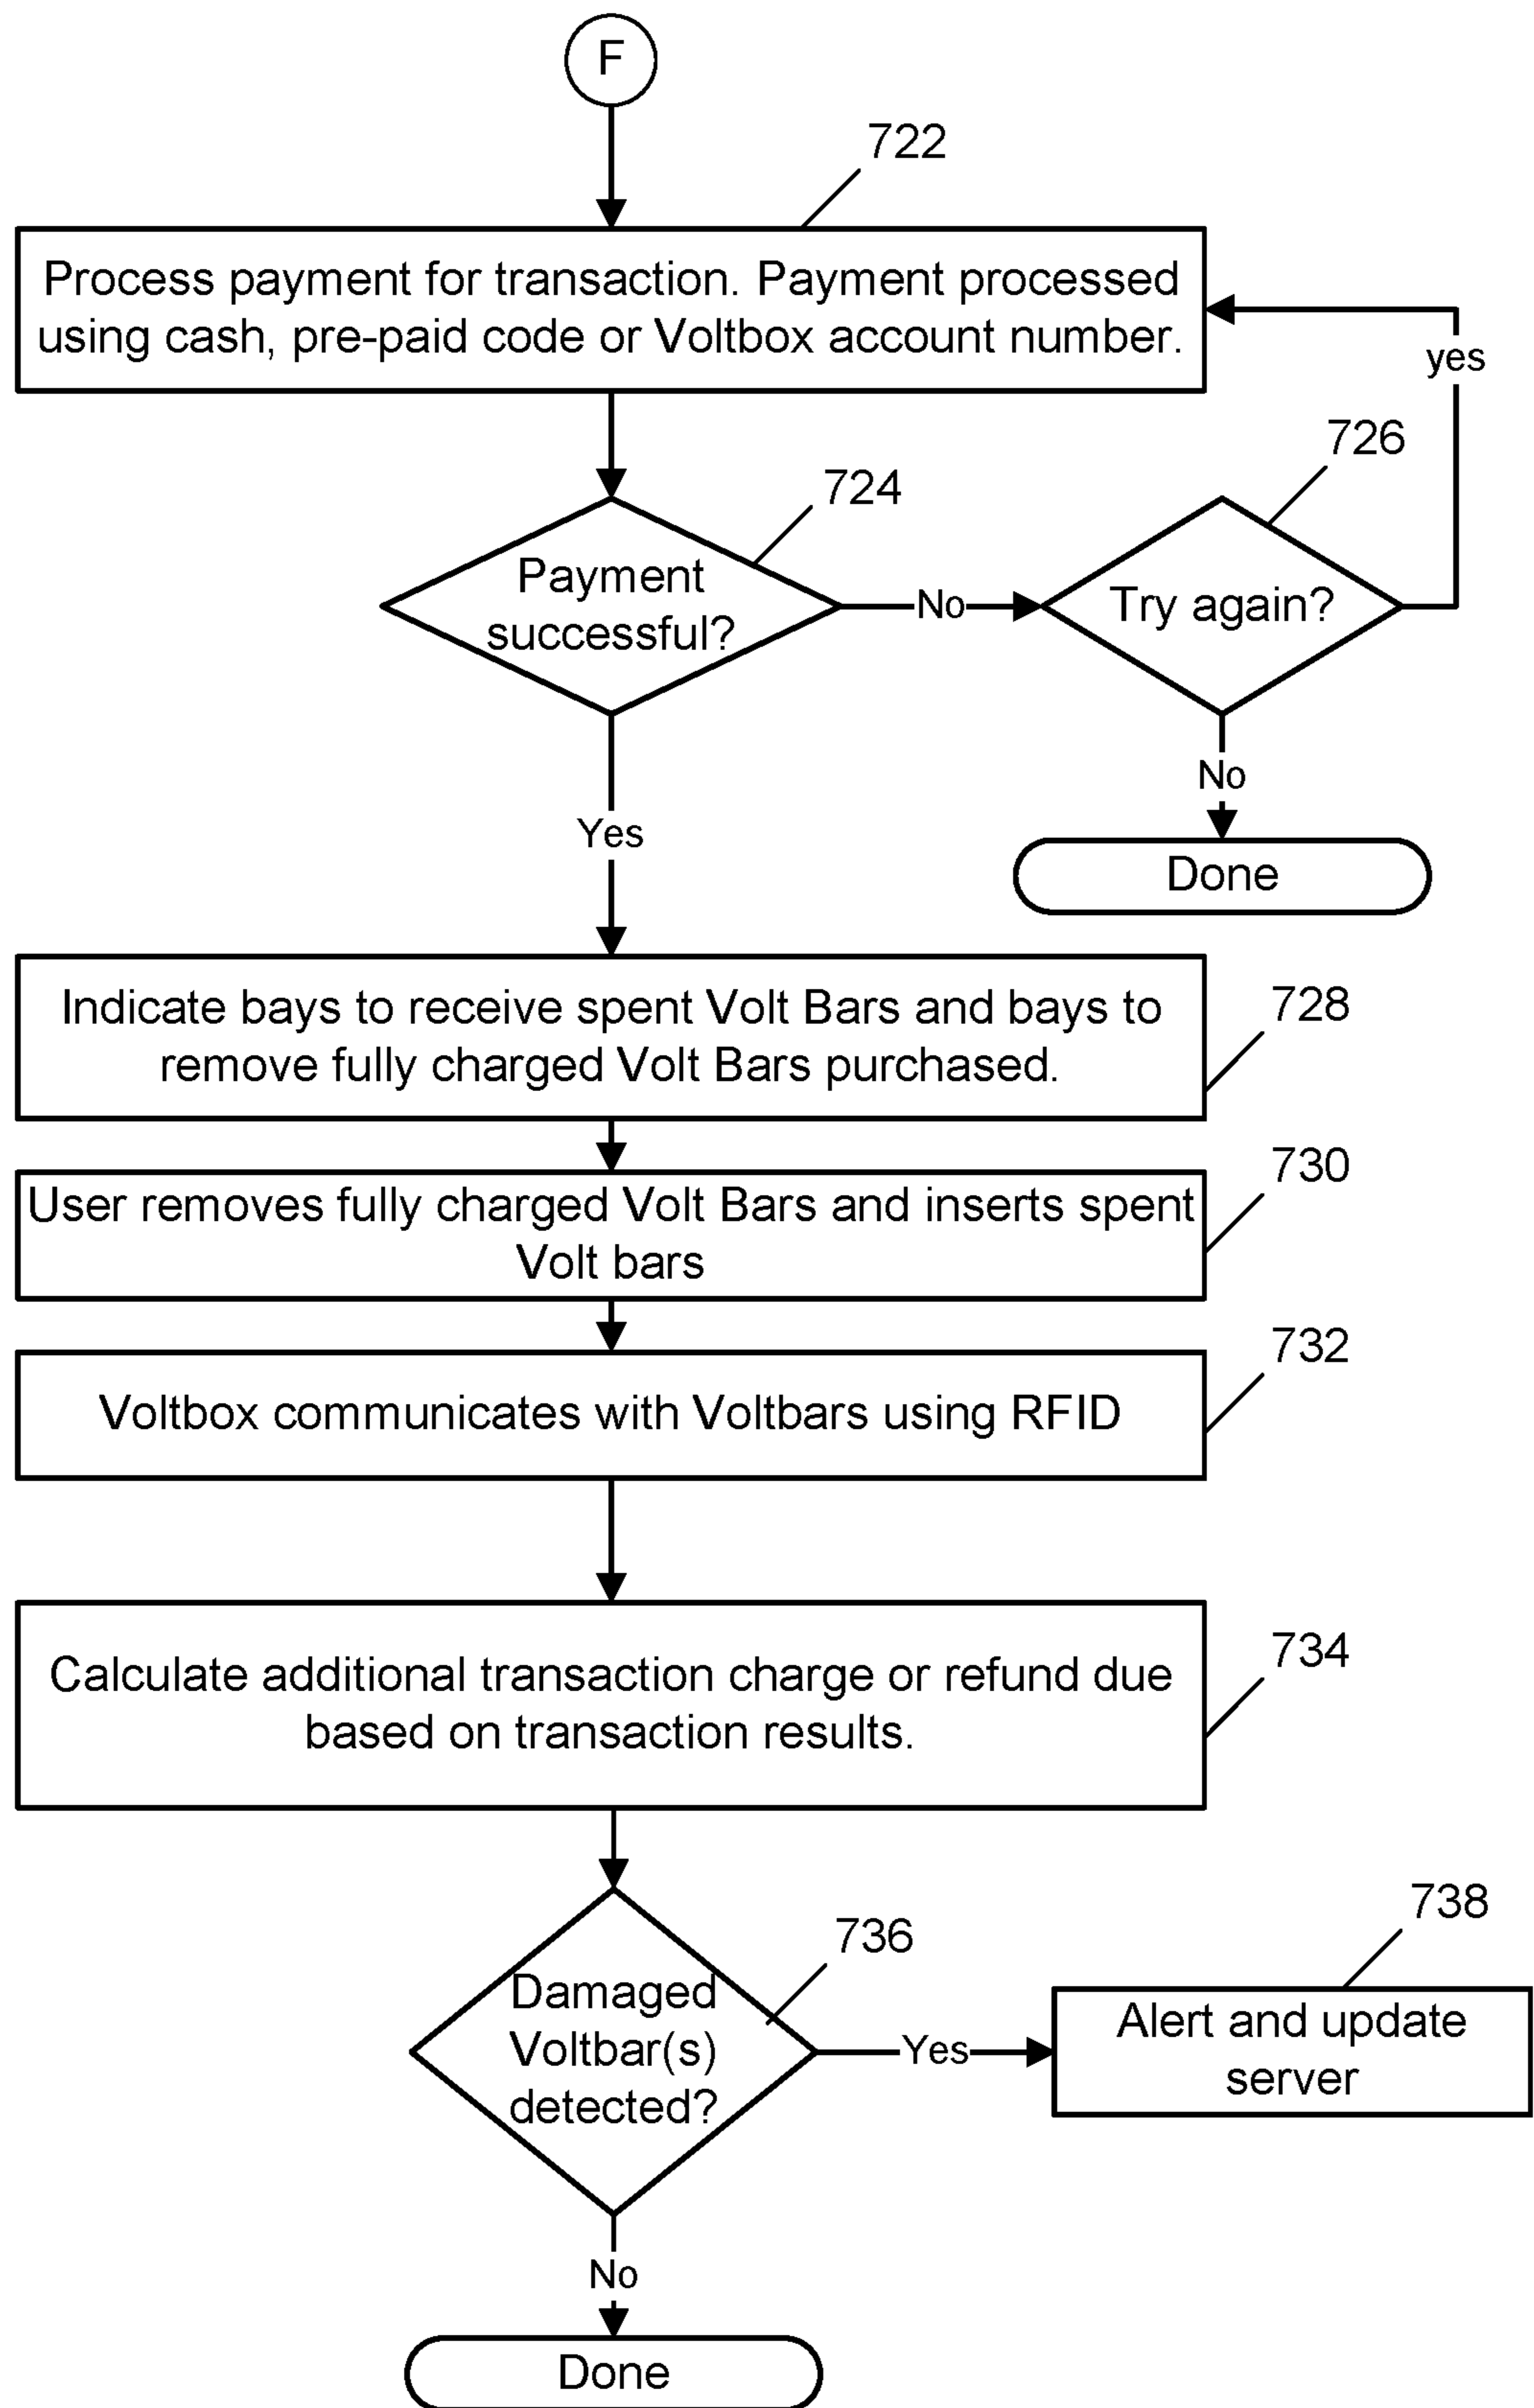 F
722
Process payment for transaction. Payment processed
using cash, pre-paid code or Voltbox account number.
yes
726
724
Payment
successful?
No
Try again?
No
Yes
Done
Indicate bays to receive spent Volt Bars and bays to
remove fully charged Volt Bars purchased.
728
730
User removes fully charged Volt Bars and inserts spent
Volt bars
732
Voltbox communicates with Voltbars using RFID
734
Calculate additional transaction charge or refund due
based on transaction results.
738
736
Damaged
Voltbar(s)
detected?
Yes
Alert and update
server
No
Done